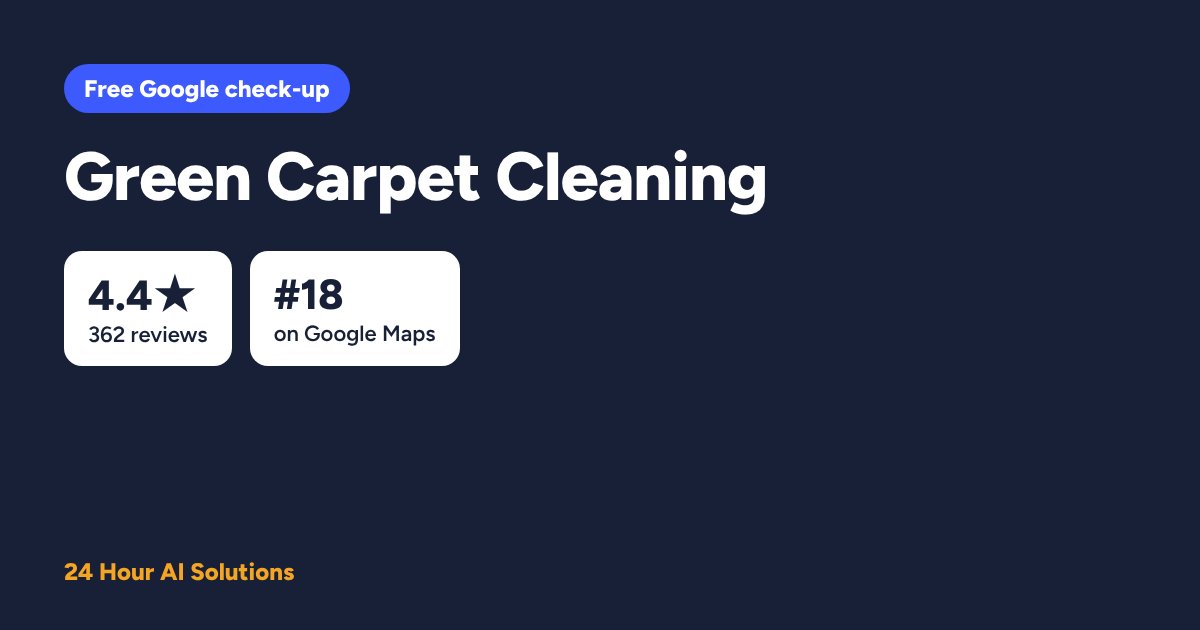 Free Google check-up
Green Carpet Cleaning
4.4★
362 reviews
#18
on Google Maps
24 Hour AI Solutions